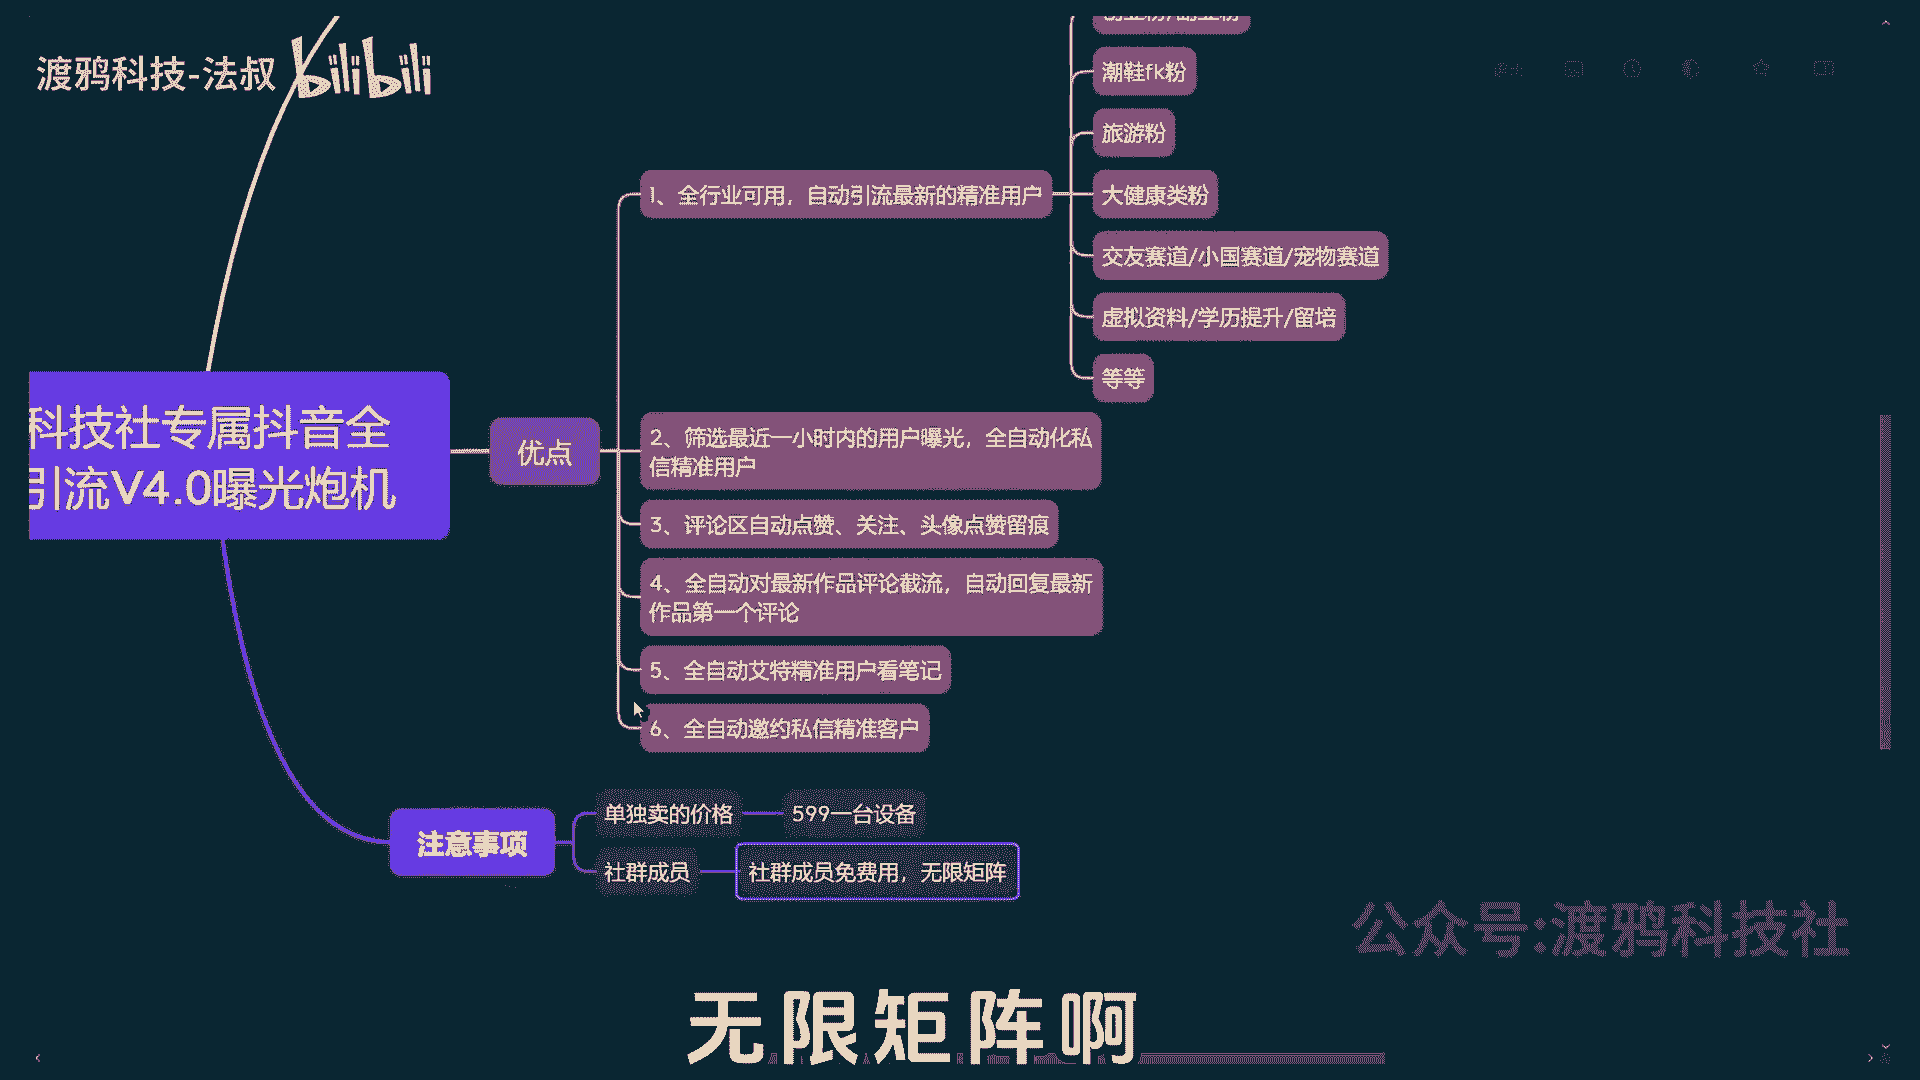 渡鸦科技-法叔 bilibili
潮鞋fk粉
旅游粉
1、全行业可用，自动引流最新的精准用户
大健康类粉
交友赛道/小国赛道/宠物赛道
虚拟资料/学历提升/留培
等等
科技社专属抖音全
引流V4.0曝光炮机
优点
2、筛选最近一小时内的用户曝光，全自动化私
信精准用户
3、评论区自动点赞、关注、头像点赞留痕
4、全自动对最新作品评论截流，自动回复最新
作品第一个评论
5、全自动艾特精准用户看笔记
6、全自动邀约私信精准客户
注意事项
单独卖的价格
599一台设备
社群成员
社群成员免费用，无限矩阵
公众号:渡鸦科技社
无限矩阵啊